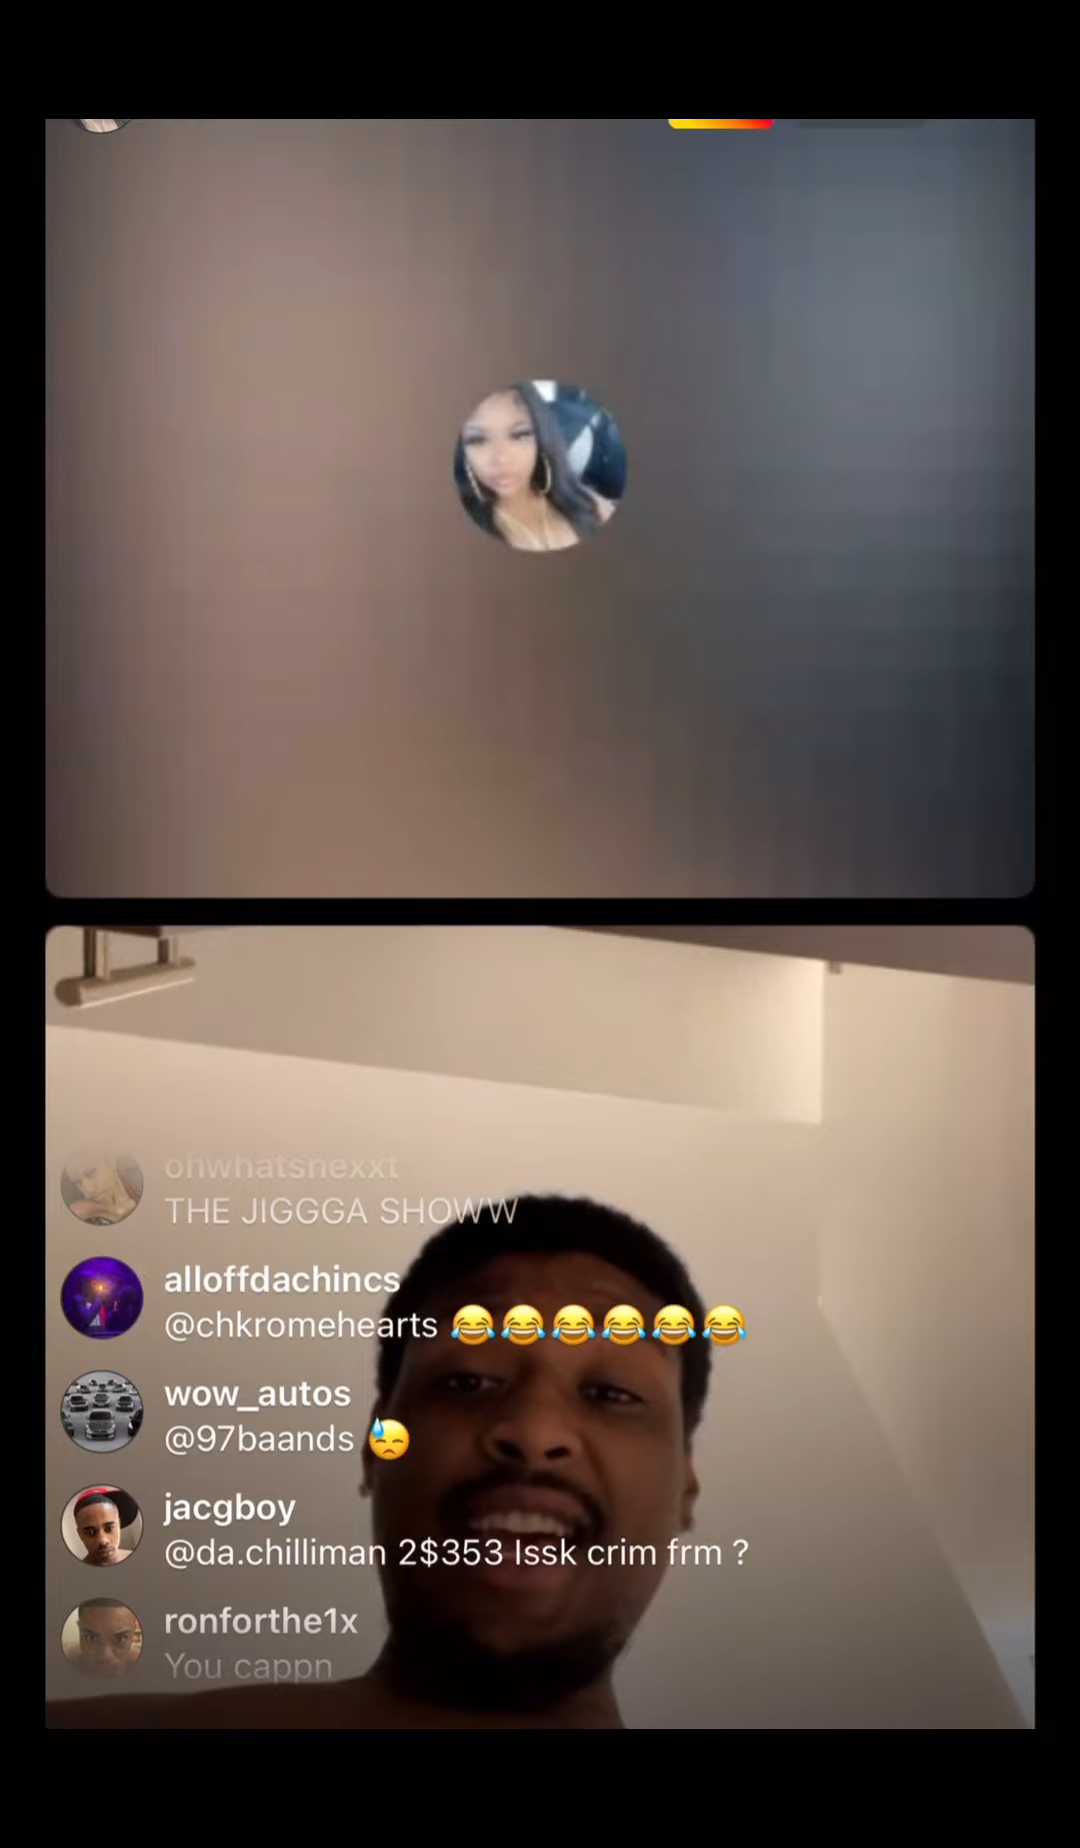 ohwhatsnexxt
THE JIGGGA SHOWW
alloffdachincs
@chkromehearts 😂😂😂😂😂😂
wow_autos
@97baands 😓
jacgboy
@da.chilliman 2$353 Issk crim frm ?
ronforthe1x
You cappn